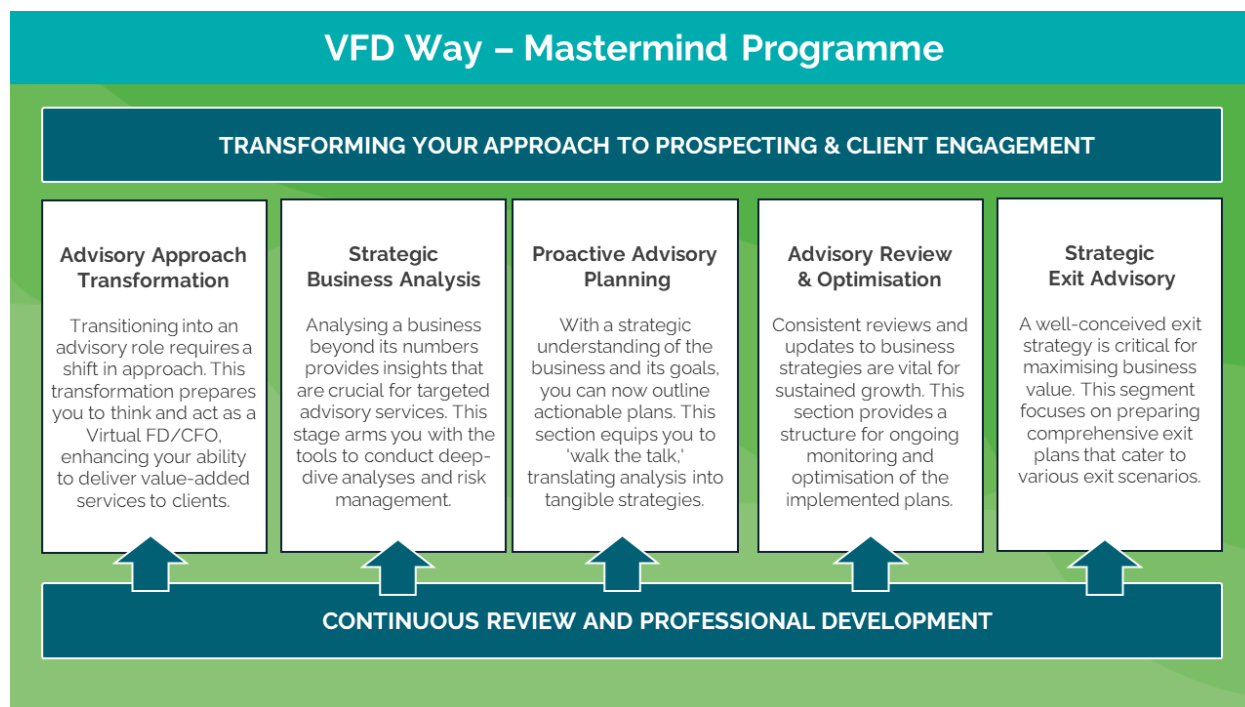 VFD Way – Mastermind Programme
TRANSFORMING YOUR APPROACH TO PROSPECTING & CLIENT ENGAGEMENT
Advisory Approach
Transformation
Transitioning into an
advisory role requires a
shift in approach. This
transformation prepares
you to think and act as a
Virtual FD/CFO,
enhancing your ability
to deliver value-added
services to clients.
Strategic
Business Analysis
Analysing a business
beyond its numbers
provides insights that
are crucial for targeted
advisory services. This
stage arms you with the
tools to conduct deep-
dive analyses and risk
management.
Proactive Advisory
Planning
With a strategic
understanding of the
business and its goals,
you can now outline
actionable plans. This
section equips you to
'walk the talk,'
translating analysis into
tangible strategies.
Advisory Review
& Optimisation
Consistent reviews and
updates to business
strategies are vital for
sustained growth. This
section provides a
structure for ongoing
monitoring and
optimisation of the
implemented plans.
Strategic
Exit Advisory
A well-conceived exit
strategy is critical for
maximising business
value. This segment
focuses on preparing
comprehensive exit
plans that cater to
various exit scenarios.
CONTINUOUS REVIEW AND PROFESSIONAL DEVELOPMENT